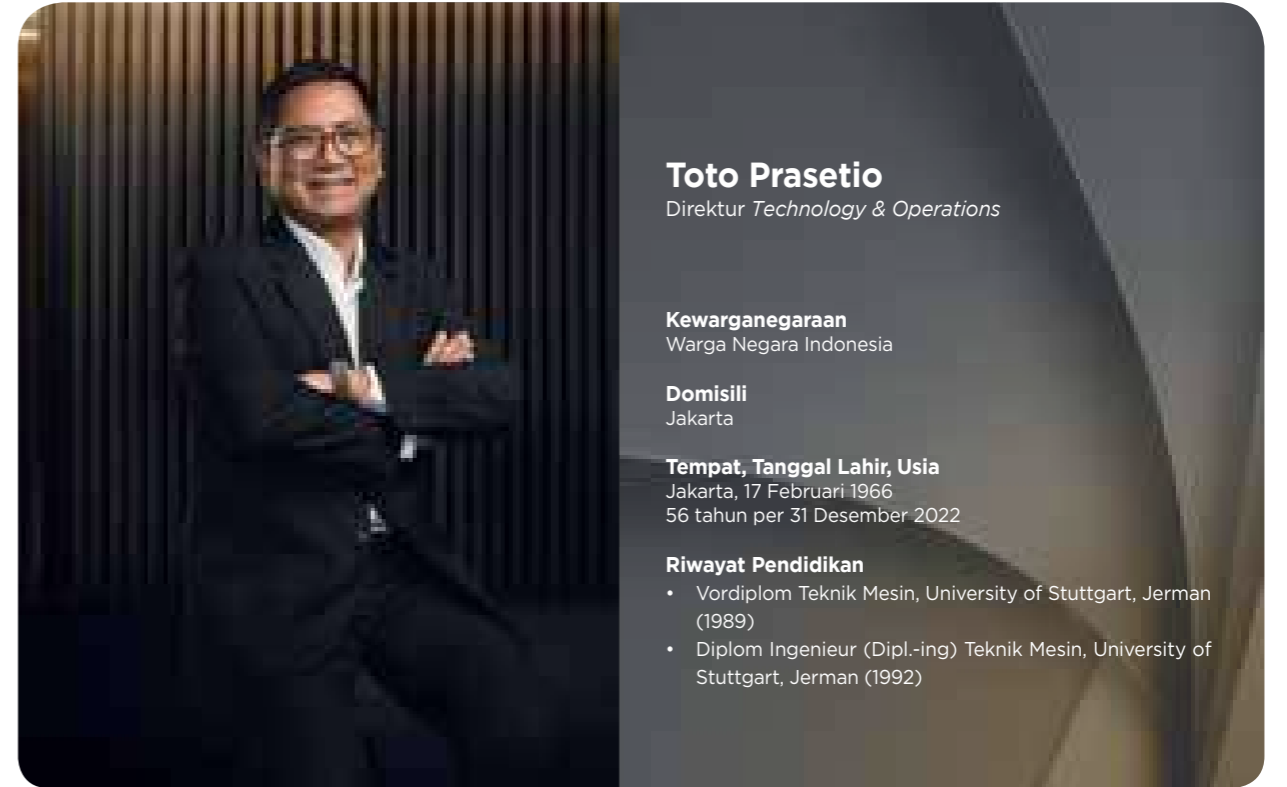 Toto Prasetio
Direktur Technology & Operations
Kewarganegaraan
Warga Negara Indonesia
Domisili
Jakarta
Tempat, Tanggal Lahir, Usia
Jakarta, 17 Februari 1966
56 tahun per 31 Desember 2022
Riwayat Pendidikan
• Vordiplom Teknik Mesin, University of Stuttgart, Jerman
(1989)
• Diplom Ingenieur (Dipl.-ing) Teknik Mesin, University of
Stuttgart, Jerman (1992)